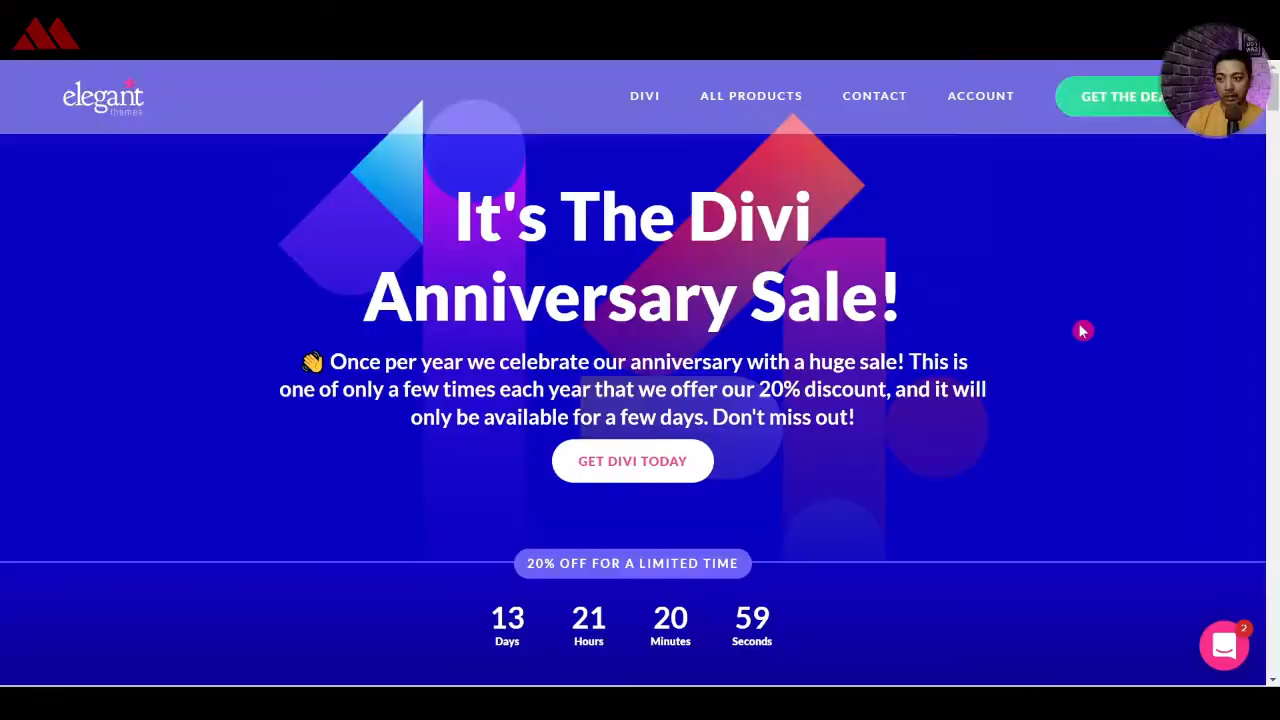 elegant
themes
DIVI
ALL PRODUCTS
CONTACT
ACCOUNT
GET THE
It's The Divi
Anniversary Sale!
👋 Once per year we celebrate our anniversary with a huge sale! This is
one of only a few times each year that we offer our 20% discount, and it will
only be available for a few days. Don't miss out!
GET DIVI TODAY
20% OFF FOR A LIMITED TIME
13 21 20 59
Days Hours Minutes Seconds
2